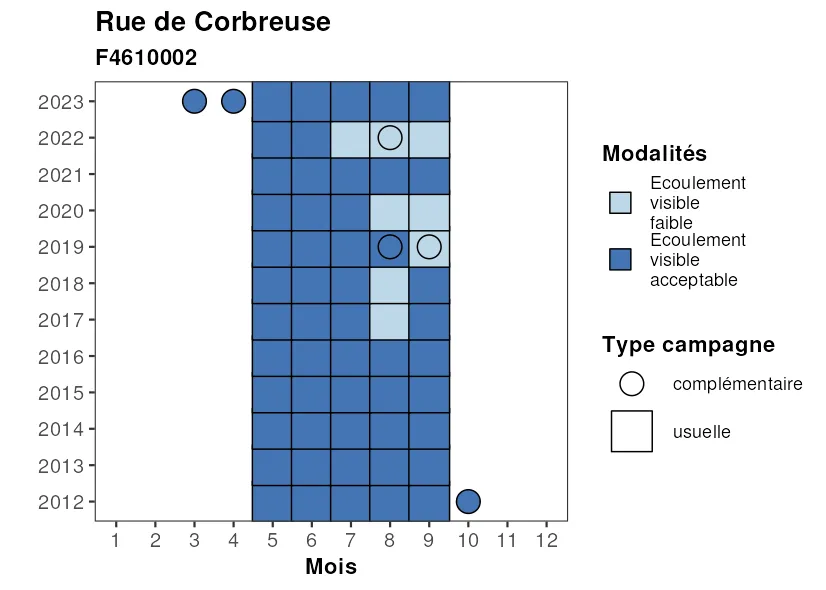 Rue de Corbreuse
F4610002
2023
2022
2021
2020
2019
2018
2017
2016
2015
2014
2013
2012
1 2 3 4 5 6 7 8 9 10 11 12
Mois
Modalités
Ecoulement
visible
faible
Ecoulement
visible
acceptable
Type campagne
complémentaire
usuelle